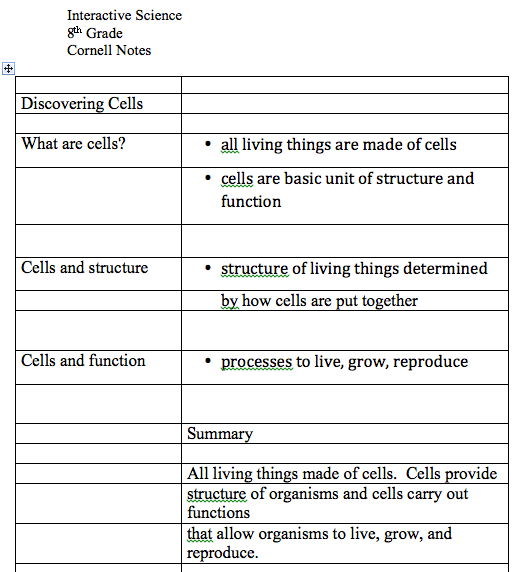 Interactive Science
8th Grade
Cornell Notes
Discovering Cells
What are cells?
• all living things are made of cells
• cells are basic unit of structure and
function
Cells and structure
• structure of living things determined
by how cells are put together
Cells and function
• processes to live, grow, reproduce
Summary
All living things made of cells.  Cells provide
structure of organisms and cells carry out
functions
that allow organisms to live, grow, and
reproduce.